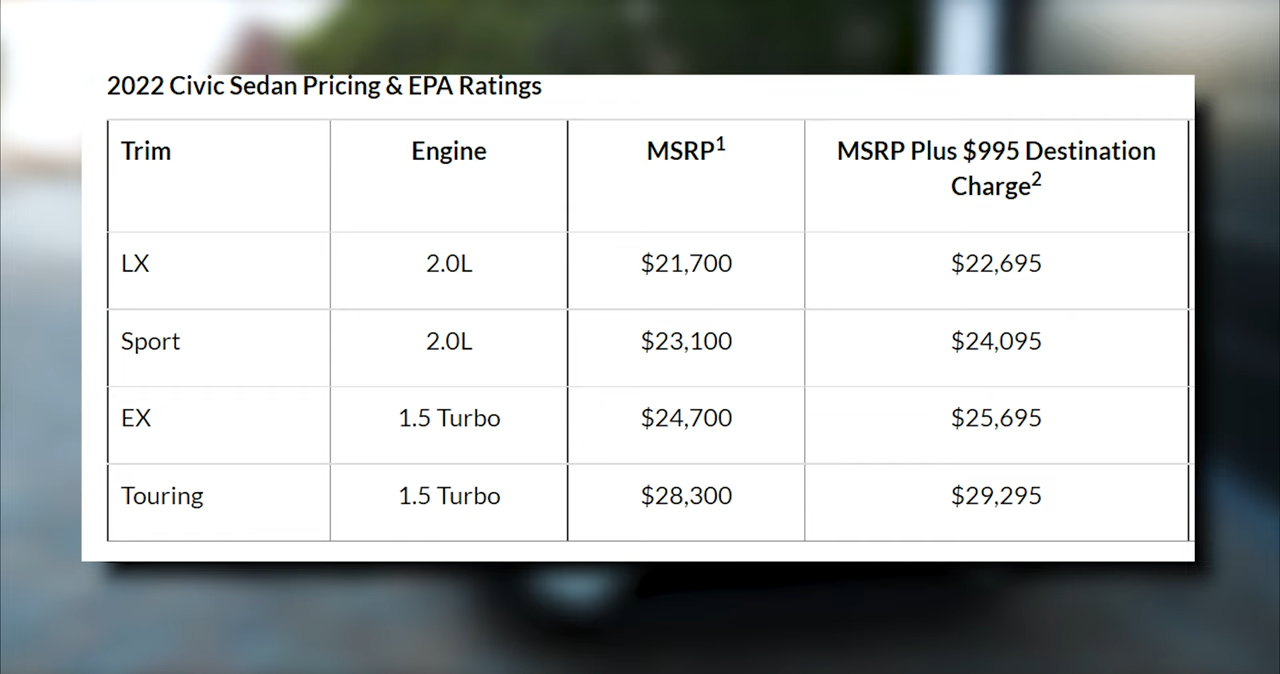 2022 Civic Sedan Pricing & EPA Ratings
Trim Engine MSRP¹ MSRP Plus $995 Destination
Charge²
LX 2.0L $21,700 $22,695
Sport 2.0L $23,100 $24,095
EX 1.5 Turbo $24,700 $25,695
Touring 1.5 Turbo $28,300 $29,295